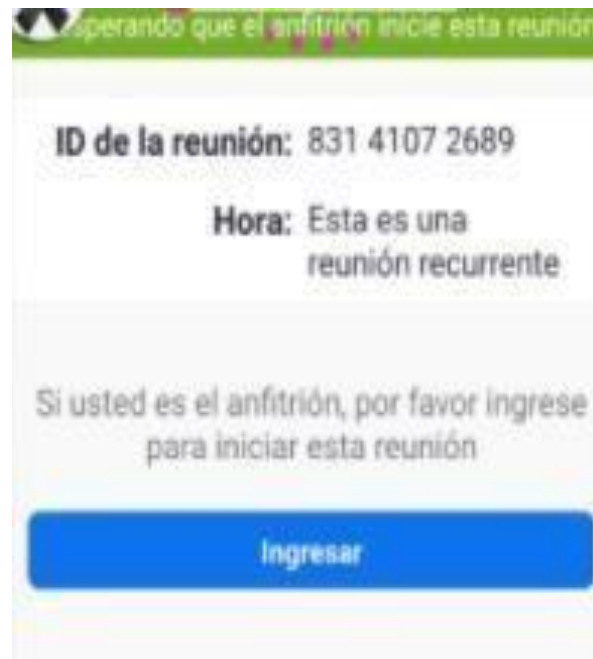 sperando que el anfitrión inicie esta reunión
ID de la reunión: 831 4107 2689
Hora: Esta es una
reunión recurrente
Si usted es el anfitrión, por favor ingrese
para iniciar esta reunión
Ingresar